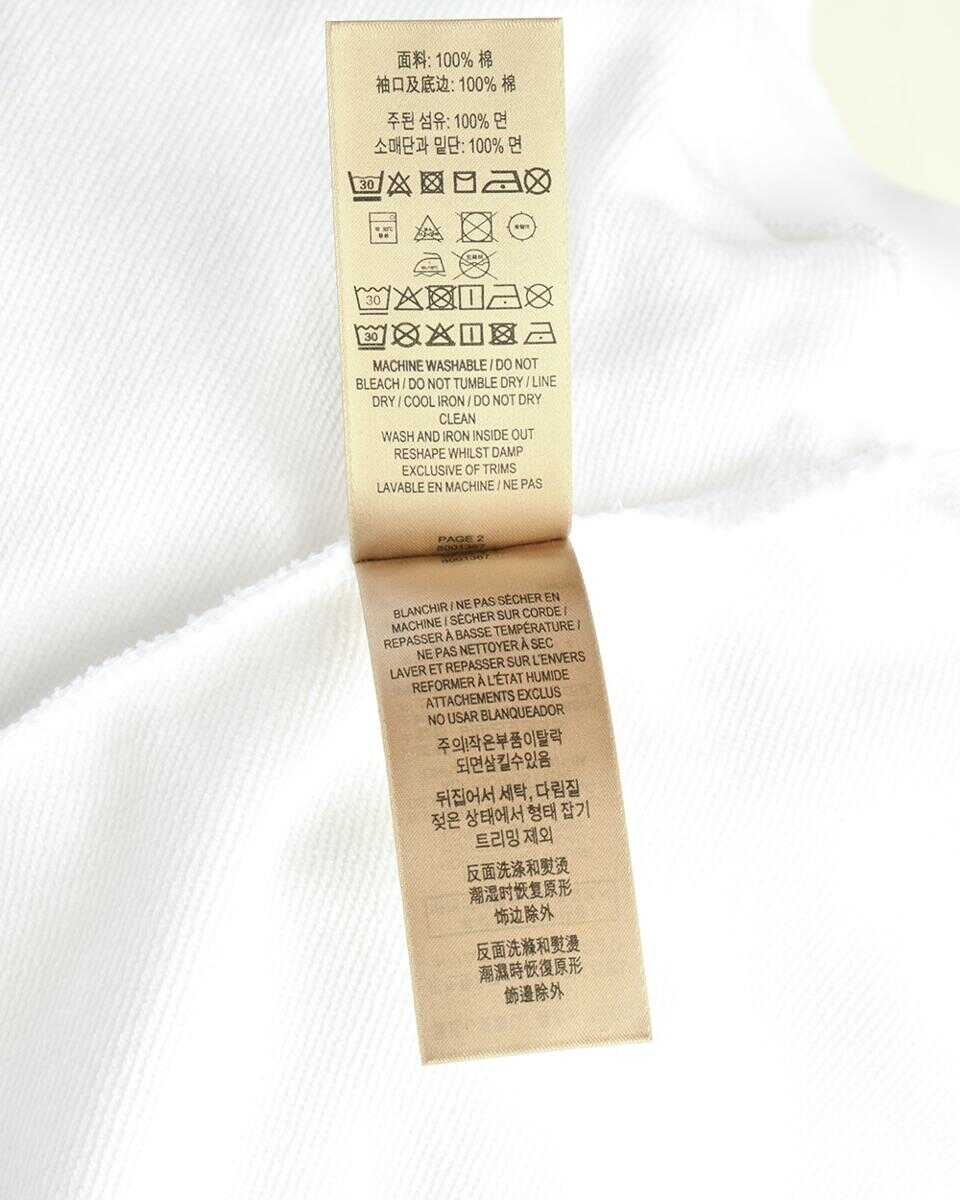 面料: 100% 棉
袖口及底边: 100% 棉
주된 섬유: 100% 면
소매단과 밑단: 100% 면
30
30
30
MACHINE WASHABLE / DO NOT
BLEACH / DO NOT TUMBLE DRY / LINE
DRY / COOL IRON / DO NOT DRY
CLEAN
WASH AND IRON INSIDE OUT
RESHAPE WHILST DAMP
EXCLUSIVE OF TRIMS
LAVABLE EN MACHINE / NE PAS
PAGE 2
8001367
8001367
BLANCHIR / NE PAS SÉCHER EN
MACHINE / SÉCHER SUR CORDE /
REPASSER À BASSE TEMPÉRATURE /
NE PAS NETTOYER À SEC
LAVER ET REPASSER SUR L'ENVERS
REFORMER À L'ÉTAT HUMIDE
ATTACHEMENTS EXCLUS
NO USAR BLANQUEADOR
주의!작은부품이탈락
되면삼킬수있음
뒤집어서 세탁, 다림질
젖은 상태에서 형태 잡기
트리밍 제외
反面洗涤和熨烫
潮湿时恢复原形
饰边除外
反面洗滌和熨燙
潮濕時恢復原形
飾邊除外